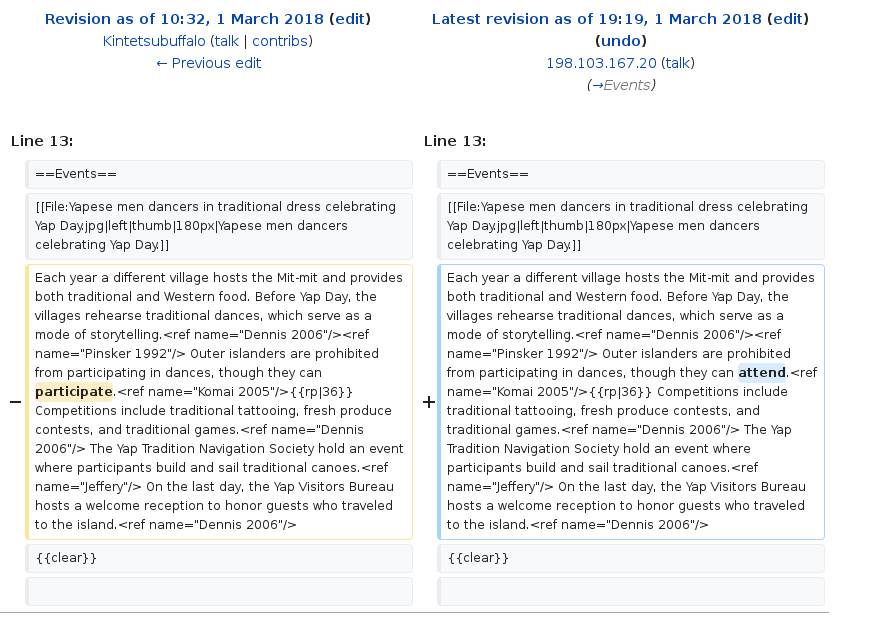 Revision as of 10:32, 1 March 2018 (edit)
Kintetsubuffalo (talk | contribs)
← Previous edit
Latest revision as of 19:19, 1 March 2018 (edit)
(undo)
198.103.167.20 (talk)
(→Events)
Line 13:
==Events==
[[File:Yapese men dancers in traditional dress celebrating
Yap Day.jpg|left|thumb|180px|Yapese men dancers
celebrating Yap Day.]]
− Each year a different village hosts the Mit-mit and provides
both traditional and Western food. Before Yap Day, the
villages rehearse traditional dances, which serve as a
mode of storytelling.<ref name="Dennis 2006"/><ref
name="Pinsker 1992"/> Outer islanders are prohibited
from participating in dances, though they can
participate.<ref name="Komai 2005"/>{{rp|36}}
Competitions include traditional tattooing, fresh produce
contests, and traditional games.<ref name="Dennis
2006"/> The Yap Tradition Navigation Society hold an event
where participants build and sail traditional canoes.<ref
name="Jeffery"/> On the last day, the Yap Visitors Bureau
hosts a welcome reception to honor guests who traveled
to the island.<ref name="Dennis 2006"/>
{{clear}}
Line 13:
==Events==
[[File:Yapese men dancers in traditional dress celebrating
Yap Day.jpg|left|thumb|180px|Yapese men dancers
celebrating Yap Day.]]
+ Each year a different village hosts the Mit-mit and provides
both traditional and Western food. Before Yap Day, the
villages rehearse traditional dances, which serve as a
mode of storytelling.<ref name="Dennis 2006"/><ref
name="Pinsker 1992"/> Outer islanders are prohibited
from participating in dances, though they can attend.<ref
name="Komai 2005"/>{{rp|36}} Competitions include
traditional tattooing, fresh produce contests, and
traditional games.<ref name="Dennis 2006"/> The Yap
Tradition Navigation Society hold an event where
participants build and sail traditional canoes.<ref
name="Jeffery"/> On the last day, the Yap Visitors Bureau
hosts a welcome reception to honor guests who traveled
to the island.<ref name="Dennis 2006"/>
{{clear}}